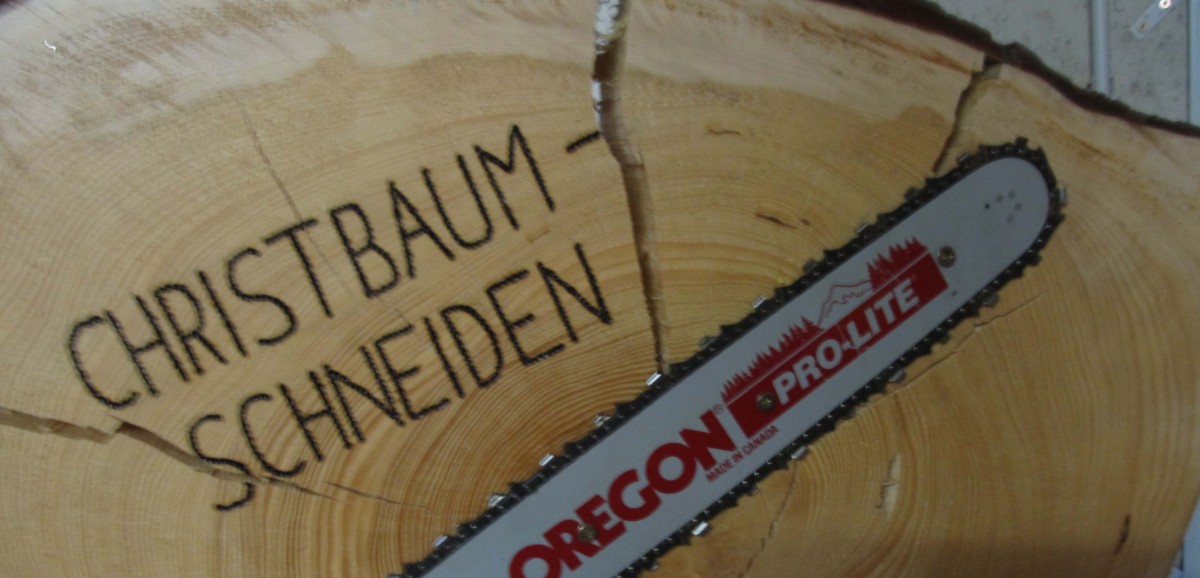 CHRISTBAUM -
SCHNEIDEN
OREGON®
PRO-LITE
MADE IN CANADA